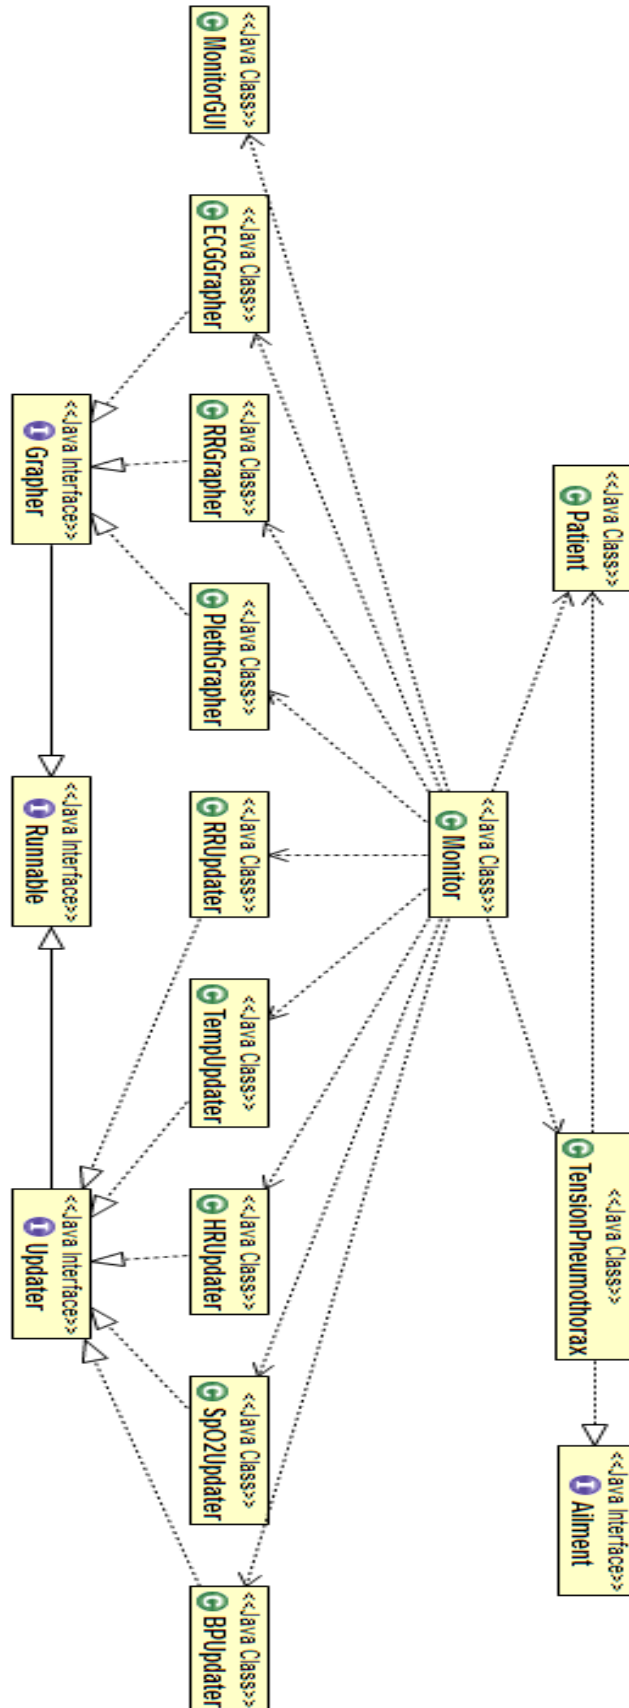 <<Java Class>>
C Patient
<<Java Class>>
C TensionPneumothorax
<<Java Interface>>
I Ailment
<<Java Class>>
C Monitor
<<Java Class>>
C MonitorGUI
<<Java Class>>
C ECGGrapher
<<Java Class>>
C RRGrapher
<<Java Class>>
C PlethGrapher
<<Java Class>>
C RRUpdater
<<Java Class>>
C TempUpdater
<<Java Class>>
C HRUpdater
<<Java Class>>
C SpO2Updater
<<Java Class>>
C BPUpdater
<<Java Interface>>
I Grapher
<<Java Interface>>
I Runnable
<<Java Interface>>
I Updater